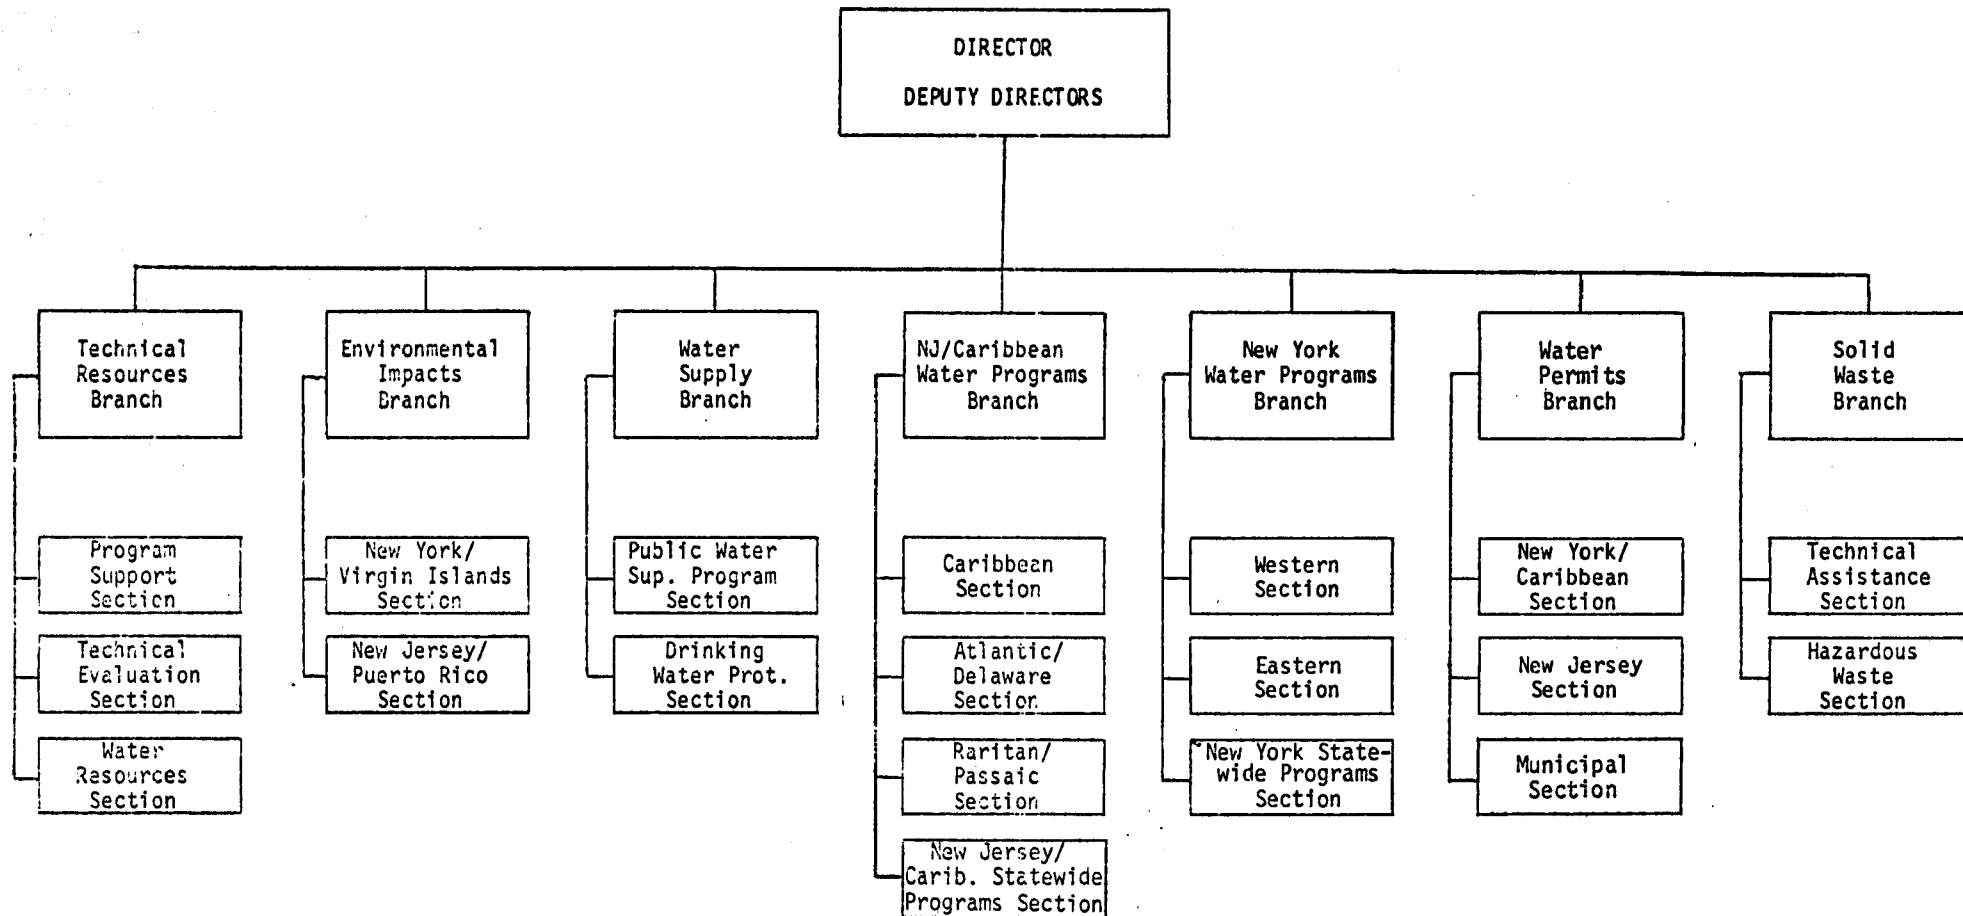 DIRECTOR
DEPUTY DIRECTORS
Technical
Resources
Branch
Environmental
Impacts
Branch
Water
Supply
Branch
NJ/Caribbean
Water Programs
Branch
New York
Water Programs
Branch
Water
Permits
Branch
Solid
Waste
Branch
Program
Support
Section
Technical
Evaluation
Section
Water
Resources
Section
New York/
Virgin Islands
Section
New Jersey/
Puerto Rico
Section
Public Water
Sup. Program
Section
Drinking
Water Prot.
Section
Caribbean
Section
Atlantic/
Delaware
Section
Raritan/
Passaic
Section
New Jersey/
Carib. Statewide
Programs Section
Western
Section
Eastern
Section
New York State-
wide Programs
Section
New York/
Caribbean
Section
New Jersey
Section
Municipal
Section
Technical
Assistance
Section
Hazardous
Waste
Section